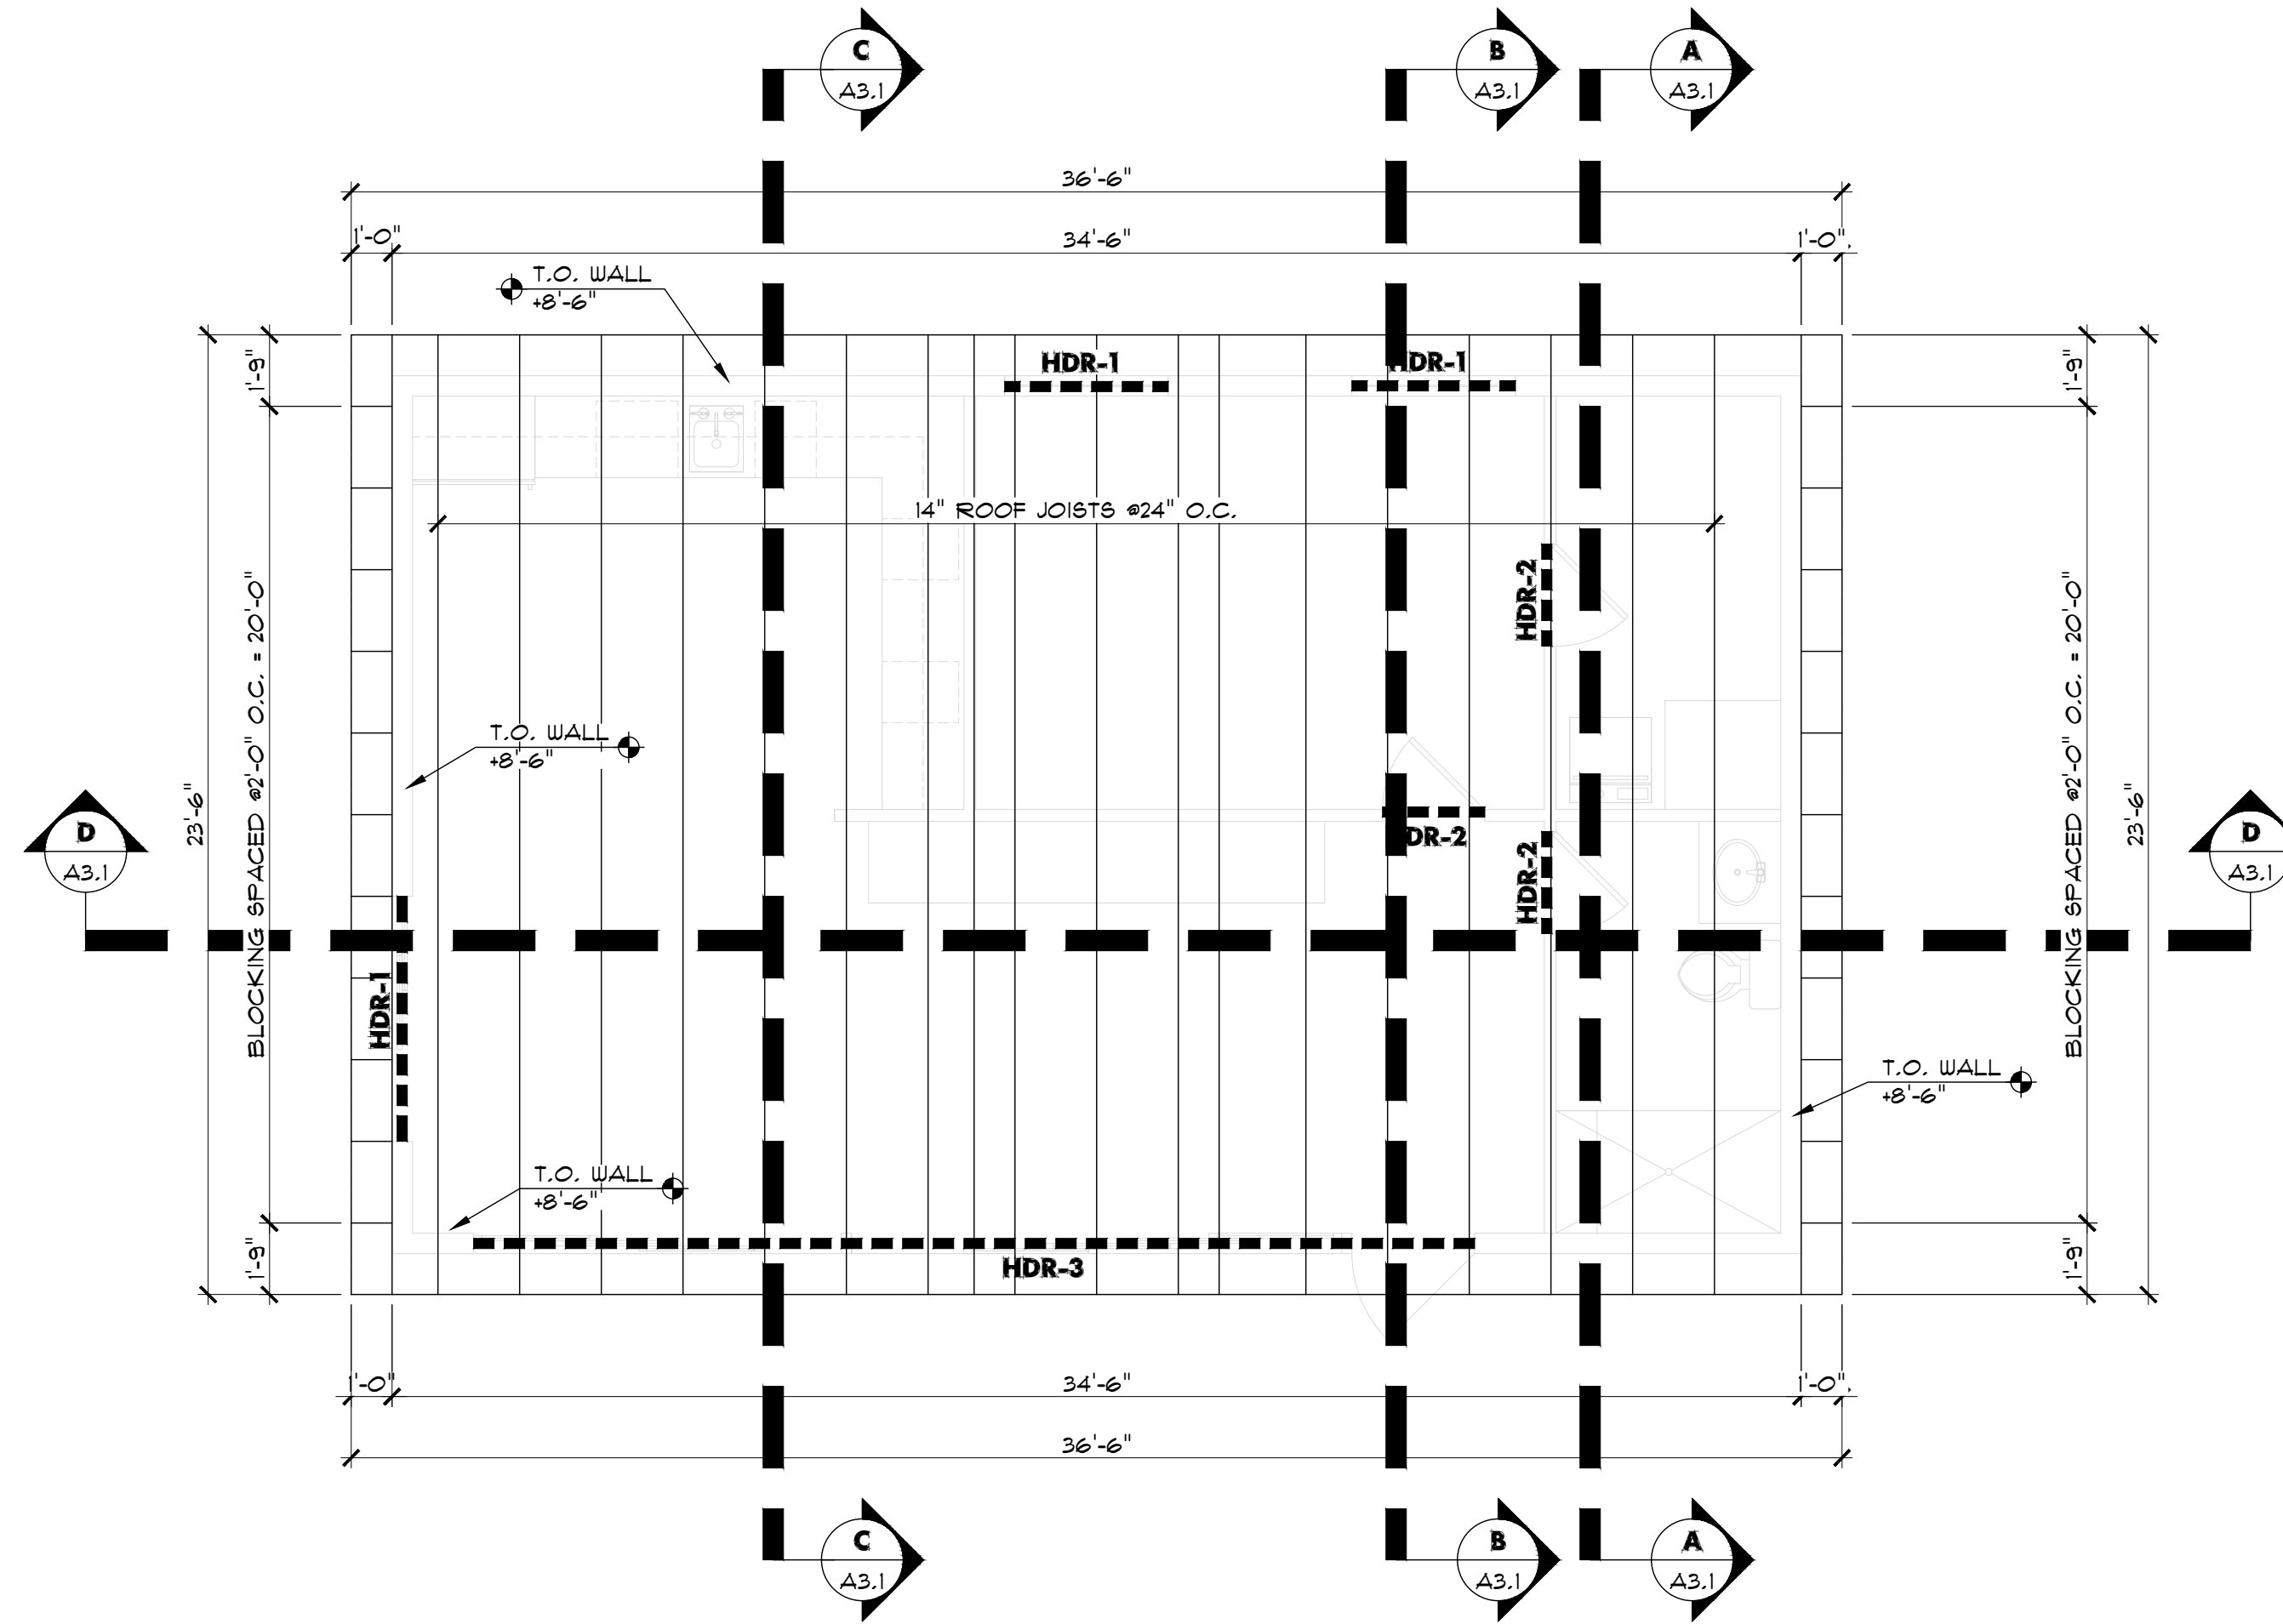 C
A3.1
B
A3.1
A
A3.1
36'-6"
1'-0"
34'-6"
1'-0"
T.O. WALL
+8'-6"
1'-9"
HDR-1
HDR-1
1'-9"
14" ROOF JOISTS @24" O.C.
HDR-2
BLOCKING SPACED @2'-0" O.C. = 20'-0"
BLOCKING SPACED @2'-0" O.C. = 20'-0"
T.O. WALL
+8'-6"
23'-6"
23'-6"
D
A3.1
DR-2
HDR-2
D
A3.1
HDR-1
T.O. WALL
+8'-6"
T.O. WALL
+8'-6"
1'-9"
HDR-3
1'-9"
1'-0"
34'-6"
1'-0"
36'-6"
C
A3.1
B
A3.1
A
A3.1